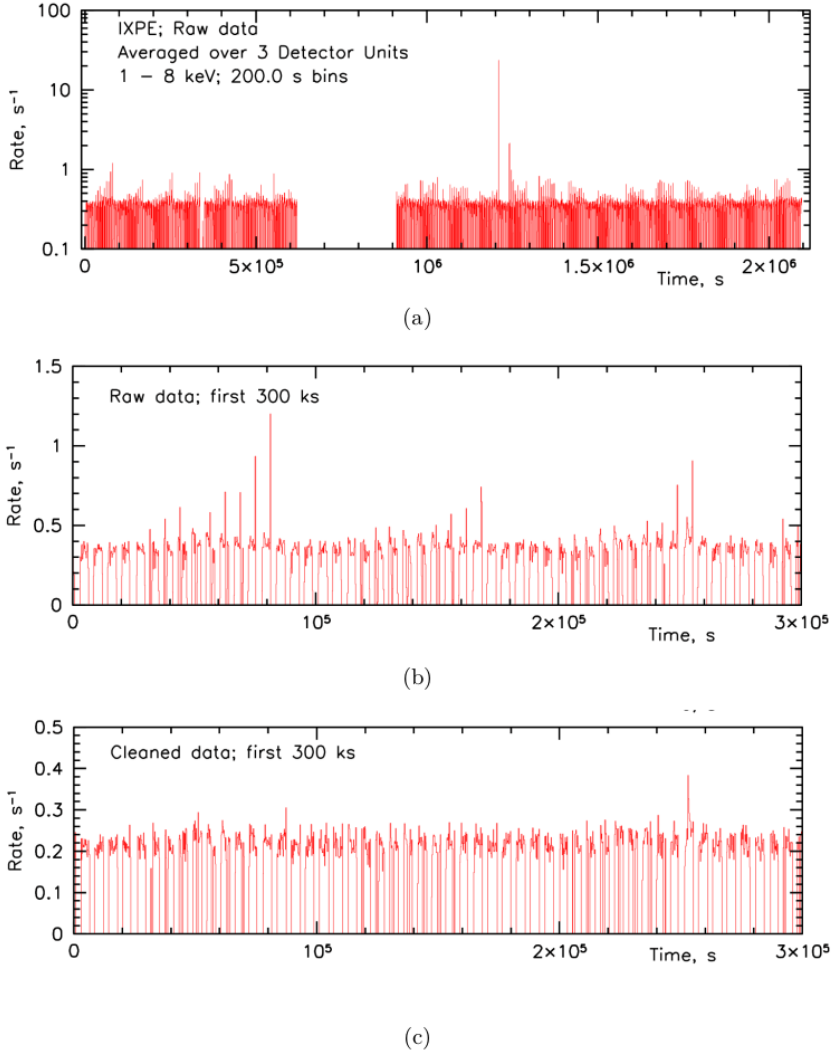 IXPE; Raw data
Averaged over 3 Detector Units
1 – 8 keV; 200.0 s bins
100
10
1
0.1
Rate, s⁻¹
0
5×10⁵
10⁶
1.5×10⁶
2×10⁶
Time, s
(a)
Raw data; first 300 ks
1.5
1
0.5
0
Rate, s⁻¹
0
10⁵
2×10⁵
3×10⁵
Time, s
(b)
Cleaned data; first 300 ks
0.5
0.4
0.3
0.2
0.1
0
Rate, s⁻¹
0
10⁵
2×10⁵
3×10⁵
Time, s
(c)